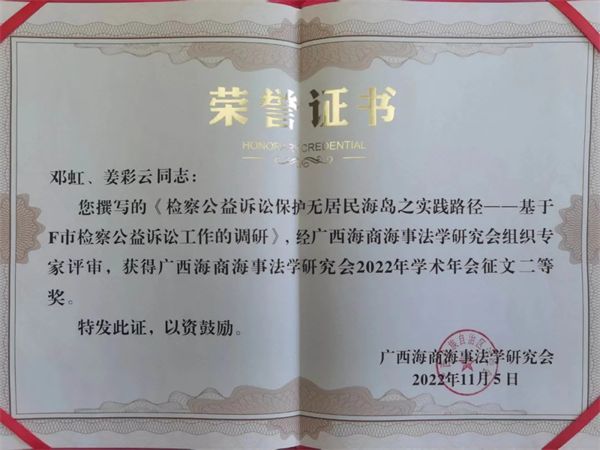 荣誉证书
HONORARY CREDENTIAL
邓虹、姜彩云同志：
您撰写的《检察公益诉讼保护无居民海岛之实践路径——基于
F市检察公益诉讼工作的调研》，经广西海商海事法学研究会组织专
家评审，获得广西海商海事法学研究会2022年学术年会征文二等
奖。
特发此证，以资鼓励。
广西海商海事法学研究会
2022年11月5日